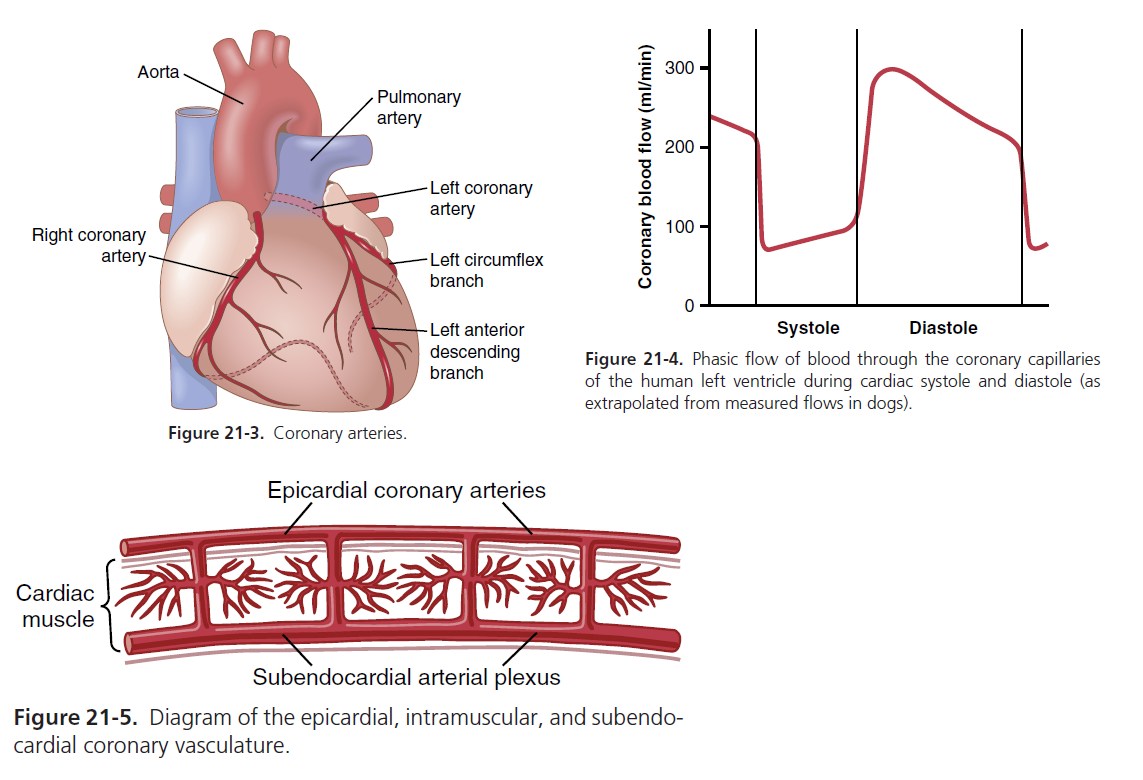 Aorta
Pulmonary
artery
Left coronary
artery
Right coronary
artery
Left circumflex
branch
Left anterior
descending
branch
Figure 21-3. Coronary arteries.
Coronary blood flow (ml/min)
300
200
100
0
Systole
Diastole
Figure 21-4. Phasic flow of blood through the coronary capillaries
of the human left ventricle during cardiac systole and diastole (as
extrapolated from measured flows in dogs).
Epicardial coronary arteries
Cardiac
muscle
Subendocardial arterial plexus
Figure 21-5. Diagram of the epicardial, intramuscular, and subendo-
cardial coronary vasculature.